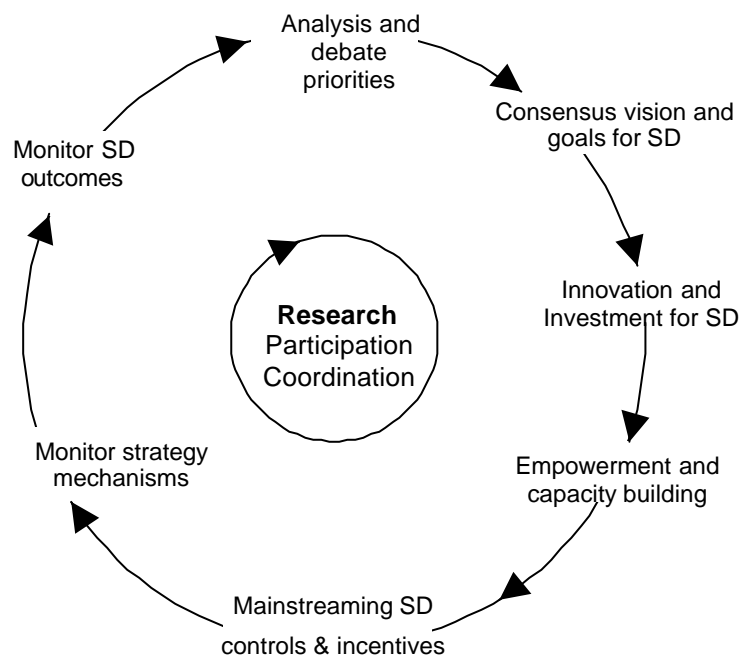 Analysis and
debate
priorities
Consensus vision and
goals for SD
Innovation and
Investment for SD
Empowerment and
capacity building
Mainstreaming SD
controls & incentives
Monitor strategy
mechanisms
Monitor SD
outcomes
Research
Participation
Coordination